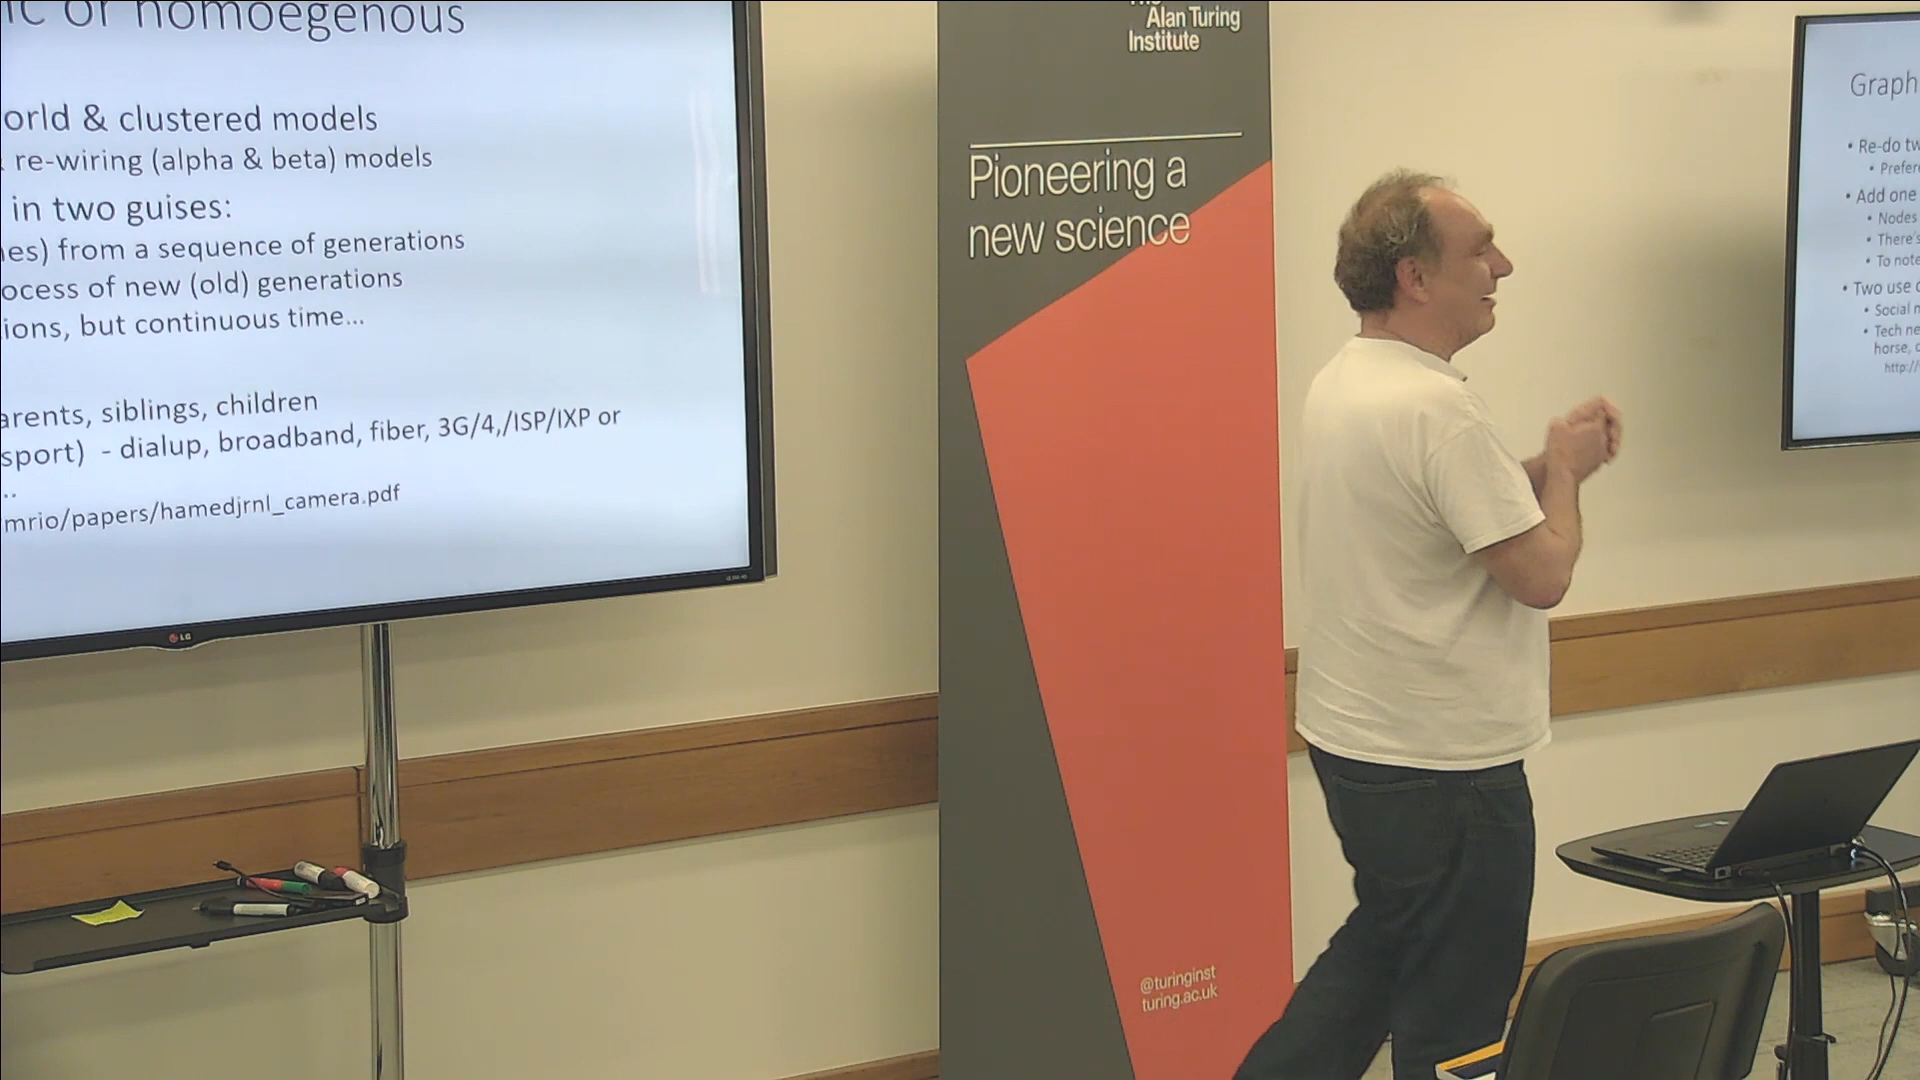 or homoegenous
orld & clustered models
re-wiring (alpha & beta) models
in two guises:
es) from a sequence of generations
ocess of new (old) generations
ions, but continuous time...
arents, siblings, children
sport) - dialup, broadband, fiber, 3G/4,/ISP/IXP or
..
mrio/papers/hamedjrnl_camera.pdf
LG
The
Alan Turing
Institute
Pioneering a
new science
@turinginst
turing.ac.uk
Graph
• Re-do tw
• Prefer
• Add one
• Nodes
• There's
• To note
• Two use
• Social
• Tech ne
horse,
http://